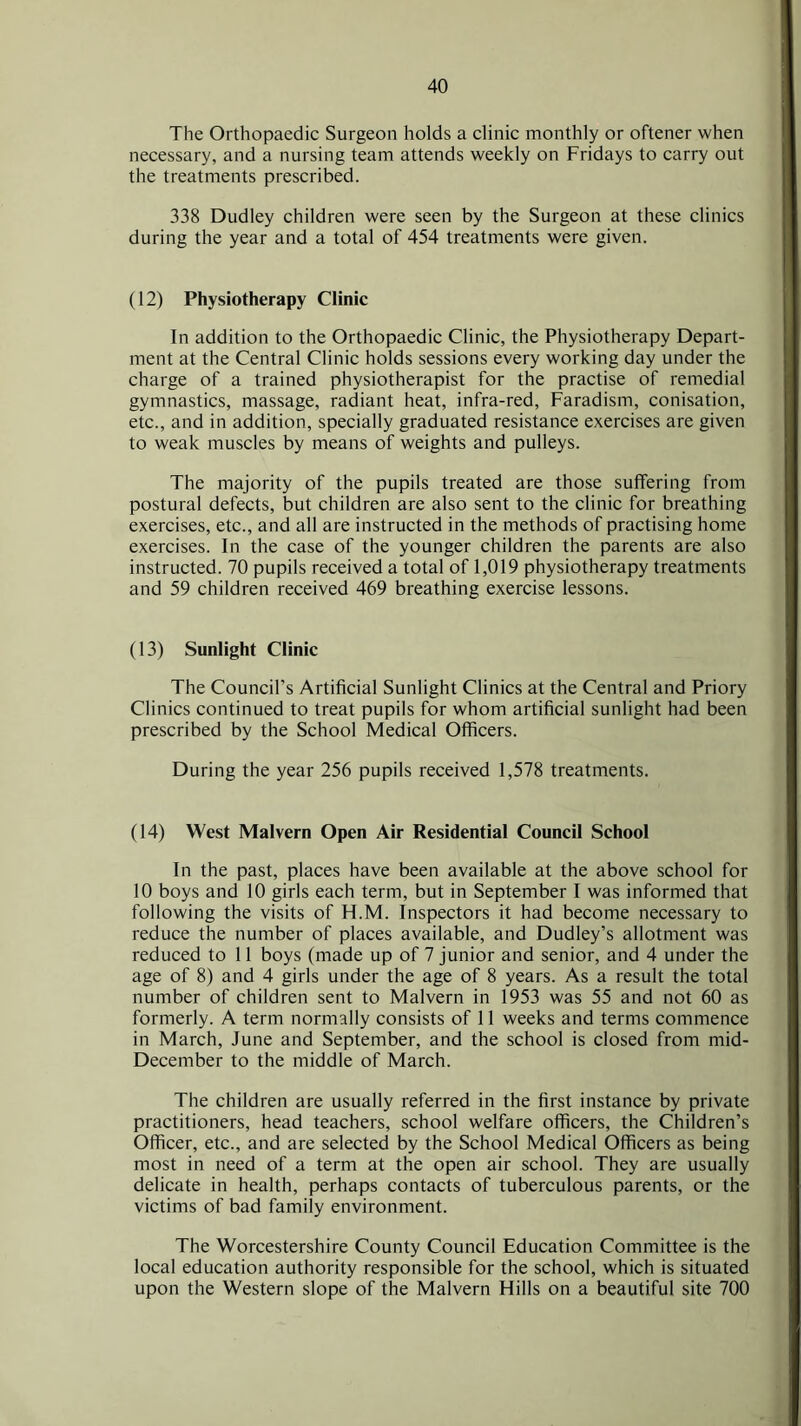 40
The Orthopaedic Surgeon holds a clinic monthly or oftener when
necessary, and a nursing team attends weekly on Fridays to carry out
the treatments prescribed.
338 Dudley children were seen by the Surgeon at these clinics
during the year and a total of 454 treatments were given.
(12) Physiotherapy Clinic
In addition to the Orthopaedic Clinic, the Physiotherapy Depart-
ment at the Central Clinic holds sessions every working day under the
charge of a trained physiotherapist for the practise of remedial
gymnastics, massage, radiant heat, infra-red, Faradism, conisation,
etc., and in addition, specially graduated resistance exercises are given
to weak muscles by means of weights and pulleys.
The majority of the pupils treated are those suffering from
postural defects, but children are also sent to the clinic for breathing
exercises, etc., and all are instructed in the methods of practising home
exercises. In the case of the younger children the parents are also
instructed. 70 pupils received a total of 1,019 physiotherapy treatments
and 59 children received 469 breathing exercise lessons.
(13) Sunlight Clinic
The Council's Artificial Sunlight Clinics at the Central and Priory
Clinics continued to treat pupils for whom artificial sunlight had been
prescribed by the School Medical Officers.
During the year 256 pupils received 1,578 treatments.
(14) West Malvern Open Air Residential Council School
In the past, places have been available at the above school for
10 boys and 10 girls each term, but in September I was informed that
following the visits of H.M. Inspectors it had become necessary to
reduce the number of places available, and Dudley's allotment was
reduced to 11 boys (made up of 7 junior and senior, and 4 under the
age of 8) and 4 girls under the age of 8 years. As a result the total
number of children sent to Malvern in 1953 was 55 and not 60 as
formerly. A term normally consists of 11 weeks and terms commence
in March, June and September, and the school is closed from mid-
December to the middle of March.
The children are usually referred in the first instance by private
practitioners, head teachers, school welfare officers, the Children's
Officer, etc., and are selected by the School Medical Officers as being
most in need of a term at the open air school. They are usually
delicate in health, perhaps contacts of tuberculous parents, or the
victims of bad family environment.
The Worcestershire County Council Education Committee is the
local education authority responsible for the school, which is situated
upon the Western slope of the Malvern Hills on a beautiful site 700